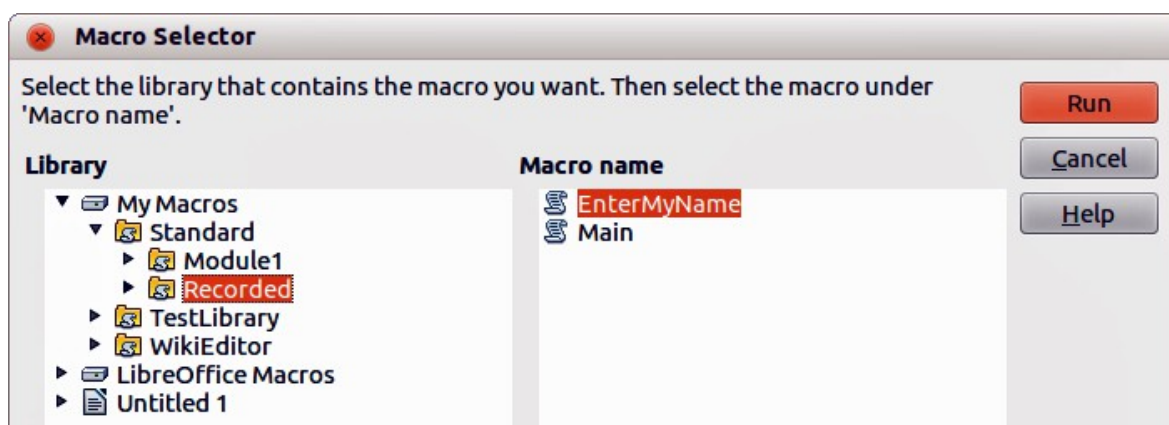 Macro Selector
Select the library that contains the macro you want. Then select the macro under
'Macro name'.
Run
Cancel
Help
Library
My Macros
Standard
Module1
Recorded
TestLibrary
WikiEditor
LibreOffice Macros
Untitled 1
Macro name
EnterMyName
Main